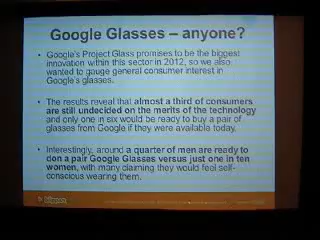 Google Glasses – anyone?
• Google's Project Glass promises to be the biggest
innovation within this sector in 2012, so we also
wanted to gauge general consumer interest in
Google's glasses.
• The results reveal that almost a third of consumers
are still undecided on the merits of the technology
and only one in six would be ready to buy a pair of
glasses from Google if they were available today.
• Interestingly, around a quarter of men are ready to
don a pair Google Glasses versus just one in ten
women, with many claiming they would feel self-
conscious wearing them.